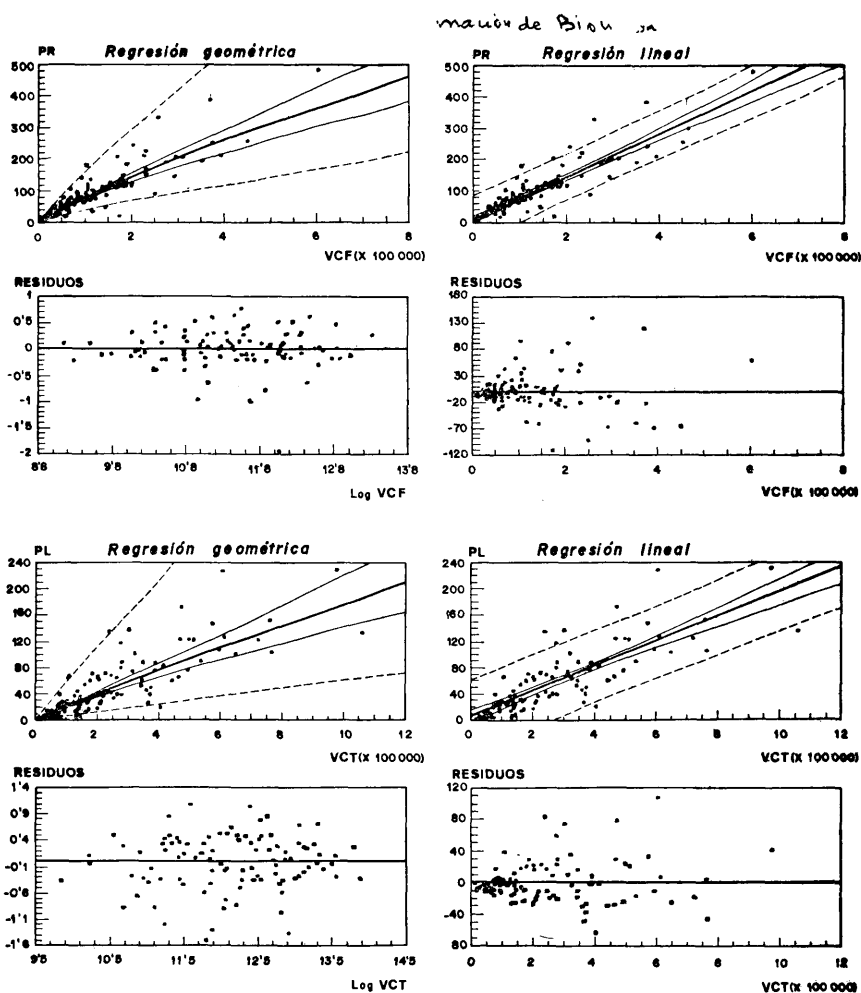 mación de
PR Regresión geométrica
500
400
300
200
100
0
0 2 4 6 8
VCF(X 100 000)
PR Regresión lineal
500
400
300
200
100
0
0 2 4 6 8
VCF(X 100 000)
RESIDUOS
1
0'5
0
-0'5
-1
-1'5
-2
8'8 9'8 10'8 11'8 12'8 13'8
Log VCF
RESIDUOS
180
130
80
30
-20
-70
-120
0 2 4 6 8
VCF(X 100 000)
PL Regresión geométrica
240
200
160
120
80
40
0
0 2 4 6 8 10 12
VCT(X 100 000)
PL Regresión lineal
240
200
160
120
80
40
0
0 2 4 6 8 10 12
VCT(X 100 000)
RESIDUOS
1'4
0'9
0'4
-0'1
-0'6
-1'1
-1'6
9'5 10'5 11'5 12'5 13'5 14'5
Log VCT
RESIDUOS
120
80
40
0
-40
80
0 2 4 6 8 10 12
VCT(X 100 000)